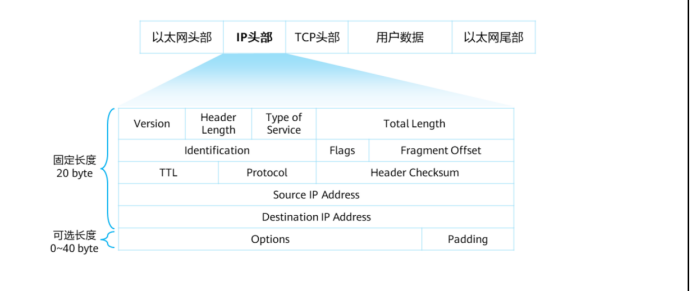 以太网头部 IP头部 TCP头部 用户数据 以太网尾部
Version Header Length Type of Service Total Length
Identification Flags Fragment Offset
固定长度
20 byte
TTL Protocol Header Checksum
Source IP Address
Destination IP Address
可选长度
0~40 byte
Options Padding